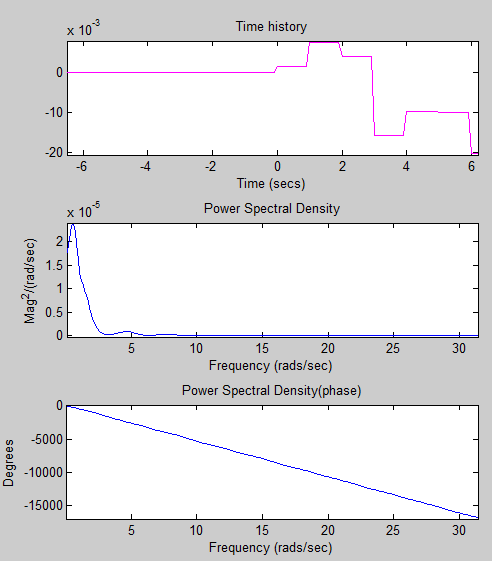 Time history
x 10^-3
0
-10
-20
-6 -4 -2 0 2 4 6
Time (secs)
Power Spectral Density
x 10^-5
2
1.5
1
0.5
0
Mag^2/(rad/sec)
5 10 15 20 25 30
Frequency (rads/sec)
Power Spectral Density(phase)
0
-5000
-10000
-15000
Degrees
5 10 15 20 25 30
Frequency (rads/sec)